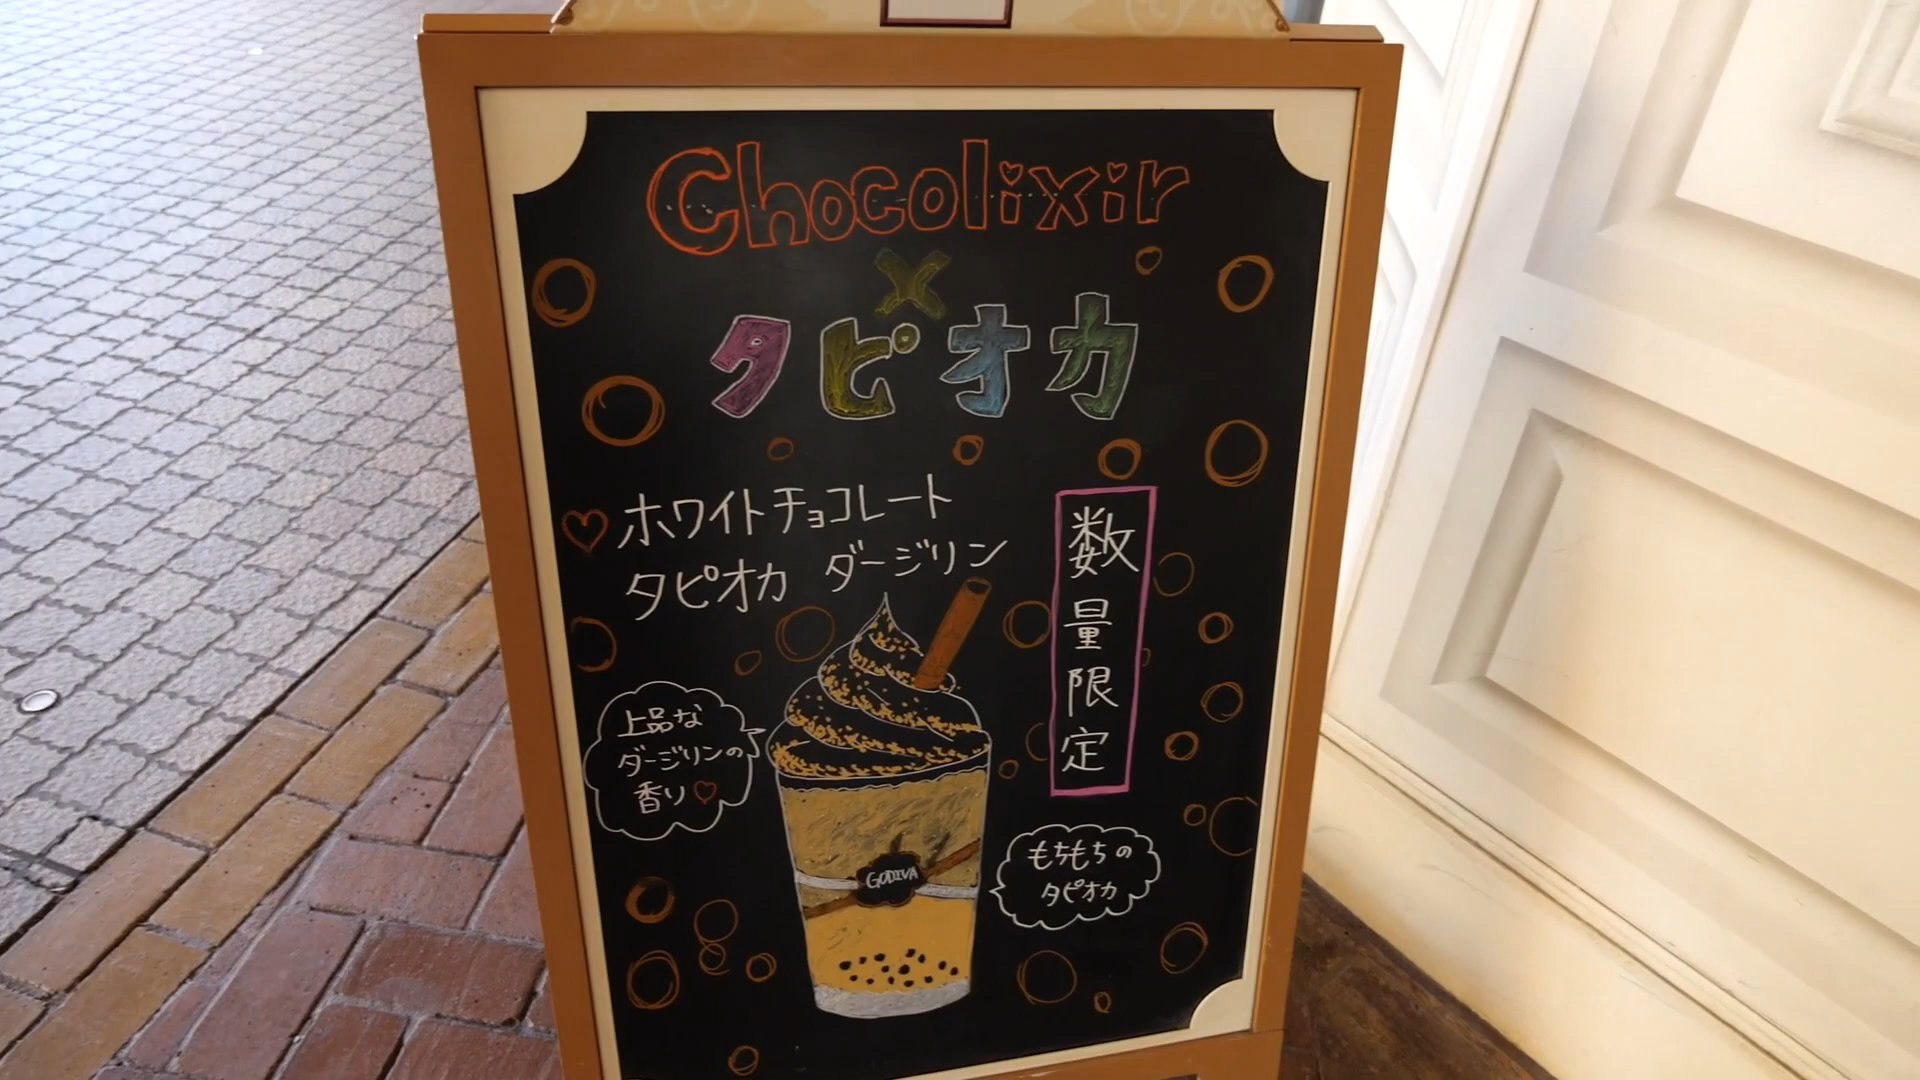 Chocolixir
×
タピオカ
ホワイトチョコレート
タピオカ ダージリン
数量限定
上品な
ダージリンの
香り♡
GODIVA
もちもちの
タピオカ